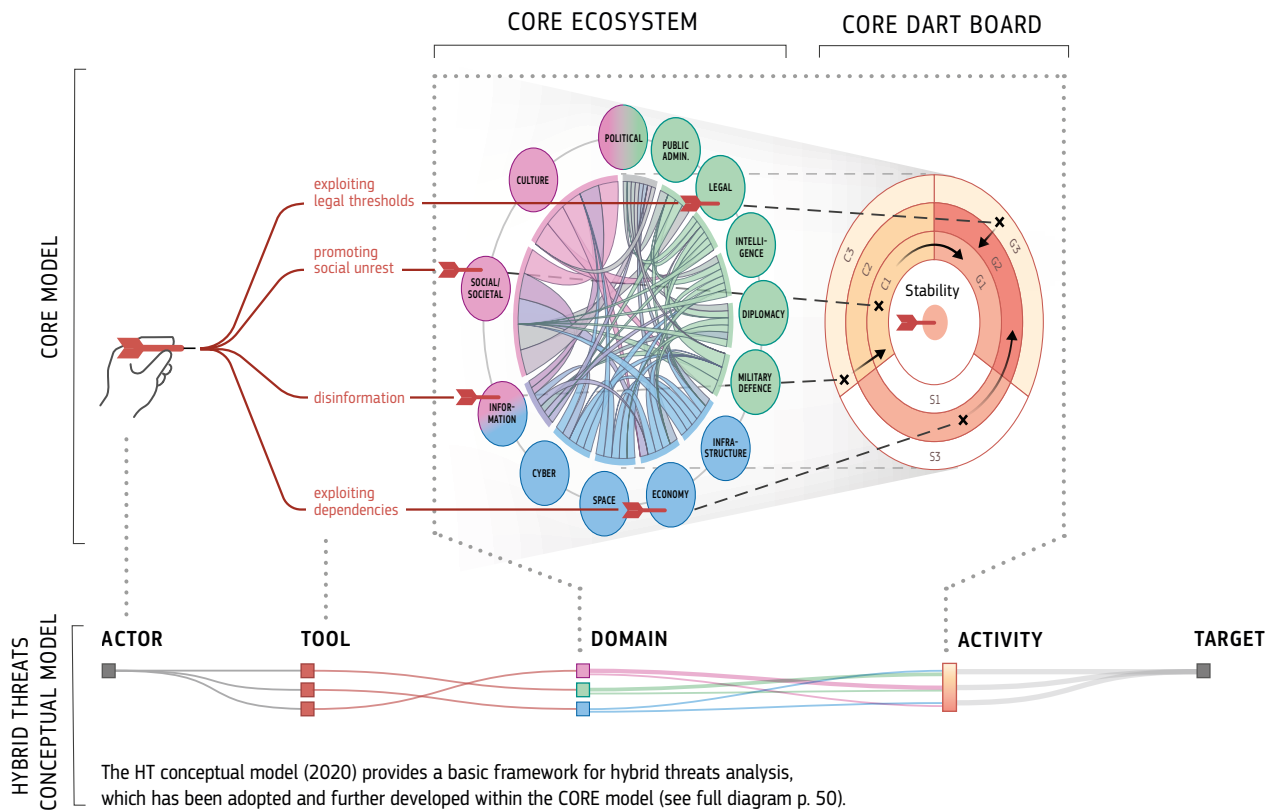 CORE ECOSYSTEM
CORE DART BOARD
CORE MODEL
exploiting
legal thresholds
promoting
social unrest
disinformation
exploiting
dependencies
POLITICAL
PUBLIC
ADMIN.
CULTURE
LEGAL
INTELLI-
GENCE
SOCIAL/
SOCIETAL
DIPLOMACY
MILITARY
DEFENCE
INFOR-
MATION
INFRA-
STRUCTURE
CYBER
SPACE
ECONOMY
C3
C2
C1
G3
G2
G1
Stability
S1
S3
HYBRID THREATS
CONCEPTUAL MODEL
ACTOR
TOOL
DOMAIN
ACTIVITY
TARGET
The HT conceptual model (2020) provides a basic framework for hybrid threats analysis,
which has been adopted and further developed within the CORE model (see full diagram p. 50).